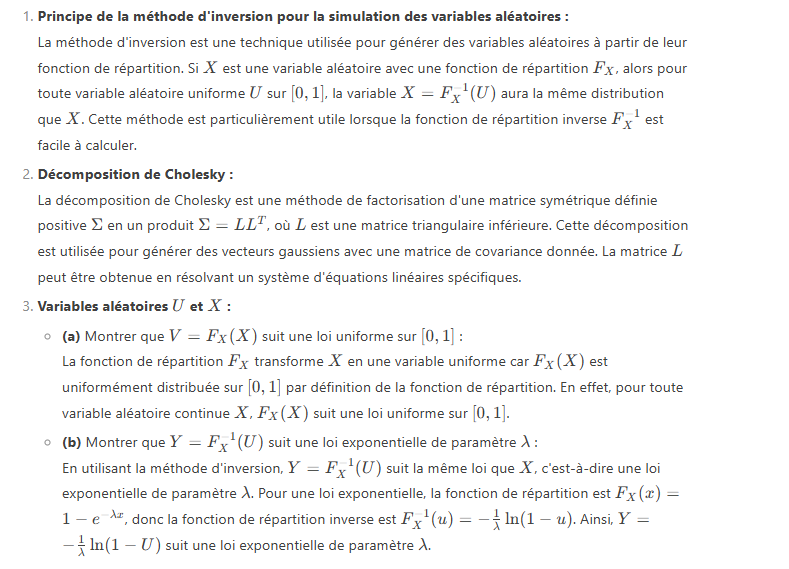 1. Principe de la méthode d'inversion pour la simulation des variables aléatoires :
La méthode d'inversion est une technique utilisée pour générer des variables aléatoires à partir de leur
fonction de répartition. Si X est une variable aléatoire avec une fonction de répartition F_X, alors pour
toute variable aléatoire uniforme U sur [0, 1], la variable X = F_X^{-1}(U) aura la même distribution
que X. Cette méthode est particulièrement utile lorsque la fonction de répartition inverse F_X^{-1} est
facile à calculer.
2. Décomposition de Cholesky :
La décomposition de Cholesky est une méthode de factorisation d'une matrice symétrique définie
positive Σ en un produit Σ = LL^T, où L est une matrice triangulaire inférieure. Cette décomposition
est utilisée pour générer des vecteurs gaussiens avec une matrice de covariance donnée. La matrice L
peut être obtenue en résolvant un système d'équations linéaires spécifiques.
3. Variables aléatoires U et X :
○ (a) Montrer que V = F_X(X) suit une loi uniforme sur [0, 1] :
La fonction de répartition F_X transforme X en une variable uniforme car F_X(X) est
uniformément distribuée sur [0, 1] par définition de la fonction de répartition. En effet, pour toute
variable aléatoire continue X, F_X(X) suit une loi uniforme sur [0, 1].
○ (b) Montrer que Y = F_X^{-1}(U) suit une loi exponentielle de paramètre λ :
En utilisant la méthode d'inversion, Y = F_X^{-1}(U) suit la même loi que X, c'est-à-dire une loi
exponentielle de paramètre λ. Pour une loi exponentielle, la fonction de répartition est F_X(x) =
1 − e^{−λx}, donc la fonction de répartition inverse est F_X^{-1}(u) = −\frac{1}{λ} ln(1 − u). Ainsi, Y =
−\frac{1}{λ} ln(1 − U) suit une loi exponentielle de paramètre λ.